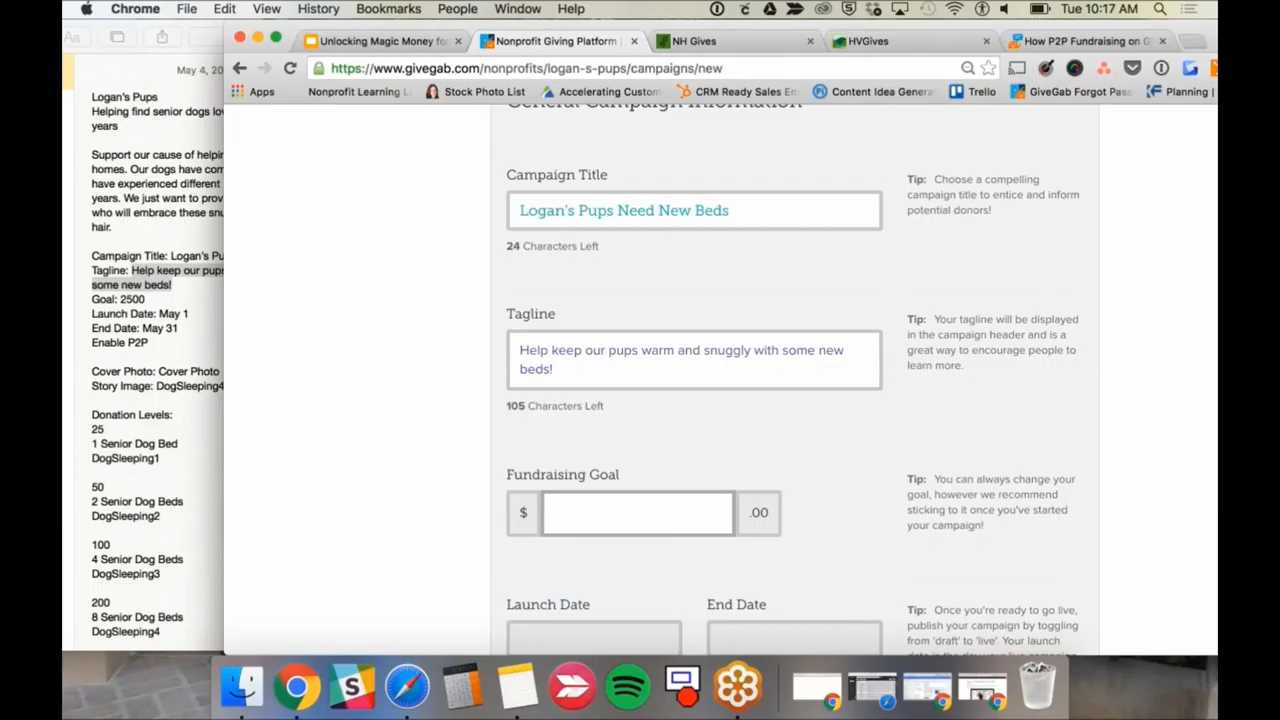 Chrome File Edit View History Bookmarks People Window Help Tue 10:17 AM
Unlocking Magic Money fo
Nonprofit Giving Platform |
NH Gives
HVGives
How P2P Fundraising on G
https://www.givegab.com/nonprofits/logan-s-pups/campaigns/new
Apps
Nonprofit Learning L
Stock Photo List
Accelerating Custom
CRM Ready Sales Em
Content Idea Genera
Trello
GiveGab Forgot Pass
Planning |
May 4, 20
Logan's Pups
Helping find senior dogs lov
years
Support our cause of helpin
homes. Our dogs have com
have experienced different
years. We just want to prov
who will embrace these snu
hair.
Campaign Title: Logan's Pu
Tagline: Help keep our pups
some new beds!
Goal: 2500
Launch Date: May 1
End Date: May 31
Enable P2P
Cover Photo: Cover Photo
Story Image: DogSleeping4
Donation Levels:
25
1 Senior Dog Bed
DogSleeping1
50
2 Senior Dog Beds
DogSleeping2
100
4 Senior Dog Beds
DogSleeping3
200
8 Senior Dog Beds
DogSleeping4
General Campaign Information
Campaign Title
Logan's Pups Need New Beds
24 Characters Left
Tip: Choose a compelling
campaign title to entice and inform
potential donors!
Tagline
Help keep our pups warm and snuggly with some new
beds!
105 Characters Left
Tip: Your tagline will be displayed
in the campaign header and is a
great way to encourage people to
learn more.
Fundraising Goal
$ .00
Tip: You can always change your
goal, however we recommend
sticking to it once you've started
your campaign!
Launch Date
End Date
Tip: Once you're ready to go live,
publish your campaign by toggling
from 'draft' to 'live'. Your launch